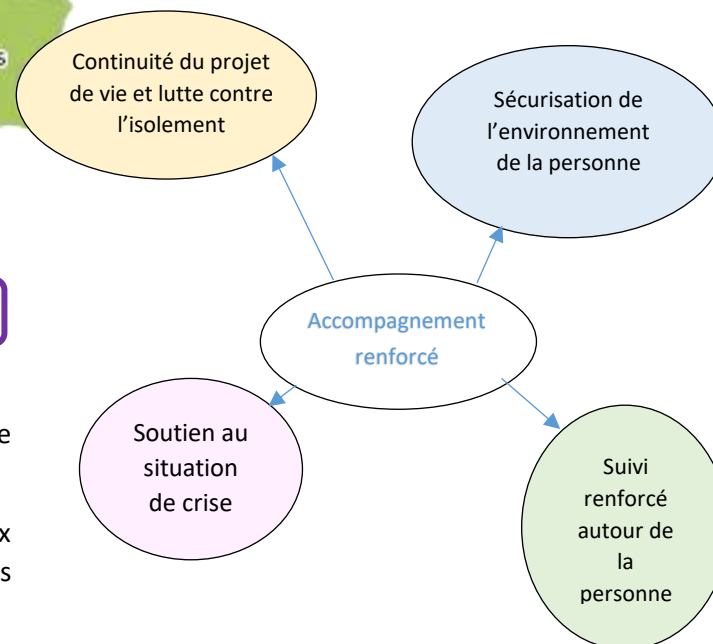 s
Continuité du projet
de vie et lutte contre
l'isolement
Sécurisation de
l'environnement
de la personne
Accompagnement
renforcé
Soutien au
situation
de crise
Suivi
renforcé
autour de
la
personne
e
x
s